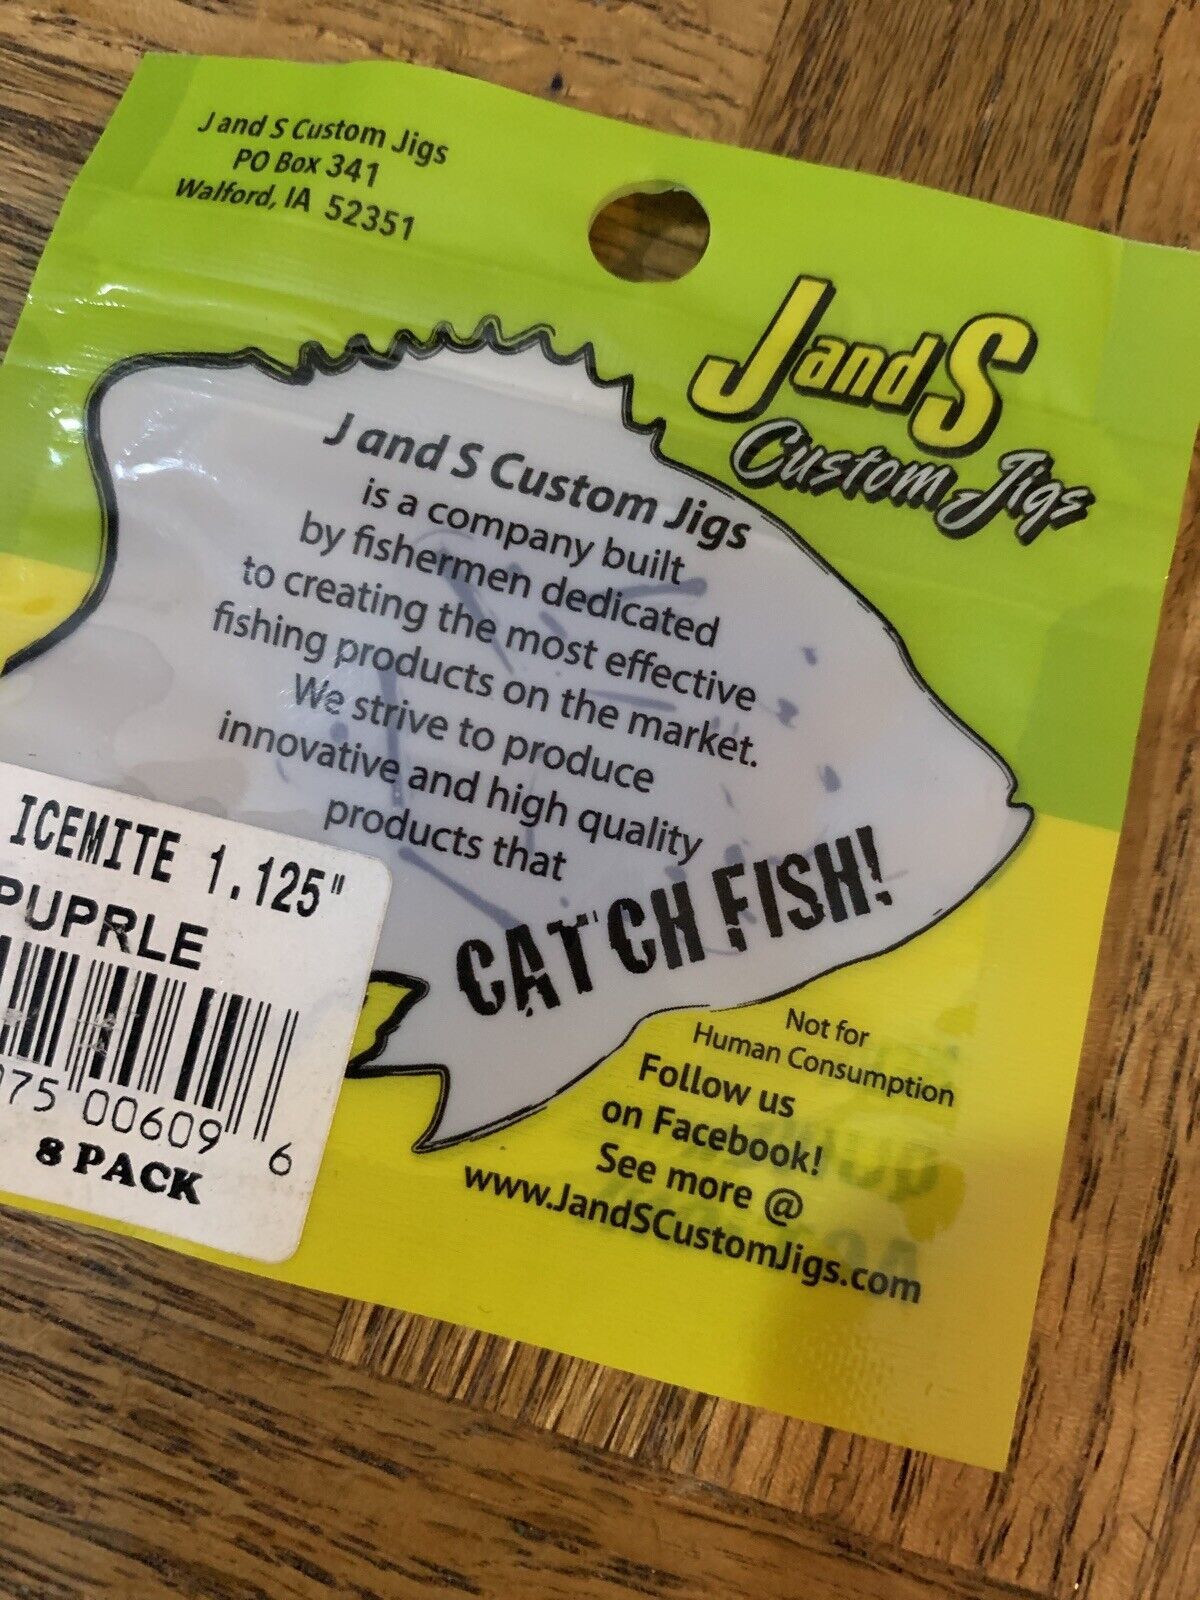 J and S Custom Jigs
PO Box 341
Walford, IA 52351
J and S
Custom Jigs
J and S Custom Jigs
is a company built
by fishermen dedicated
to creating the most effective
fishing products on the market.
We strive to produce
innovative and high quality
products that
CATCH FISH!
ICEMITE 1.125"
PUPRLE
075 00609 6
8 PACK
Not for
Human Consumption
Follow us
on Facebook!
See more @
www.JandSCustomJigs.com